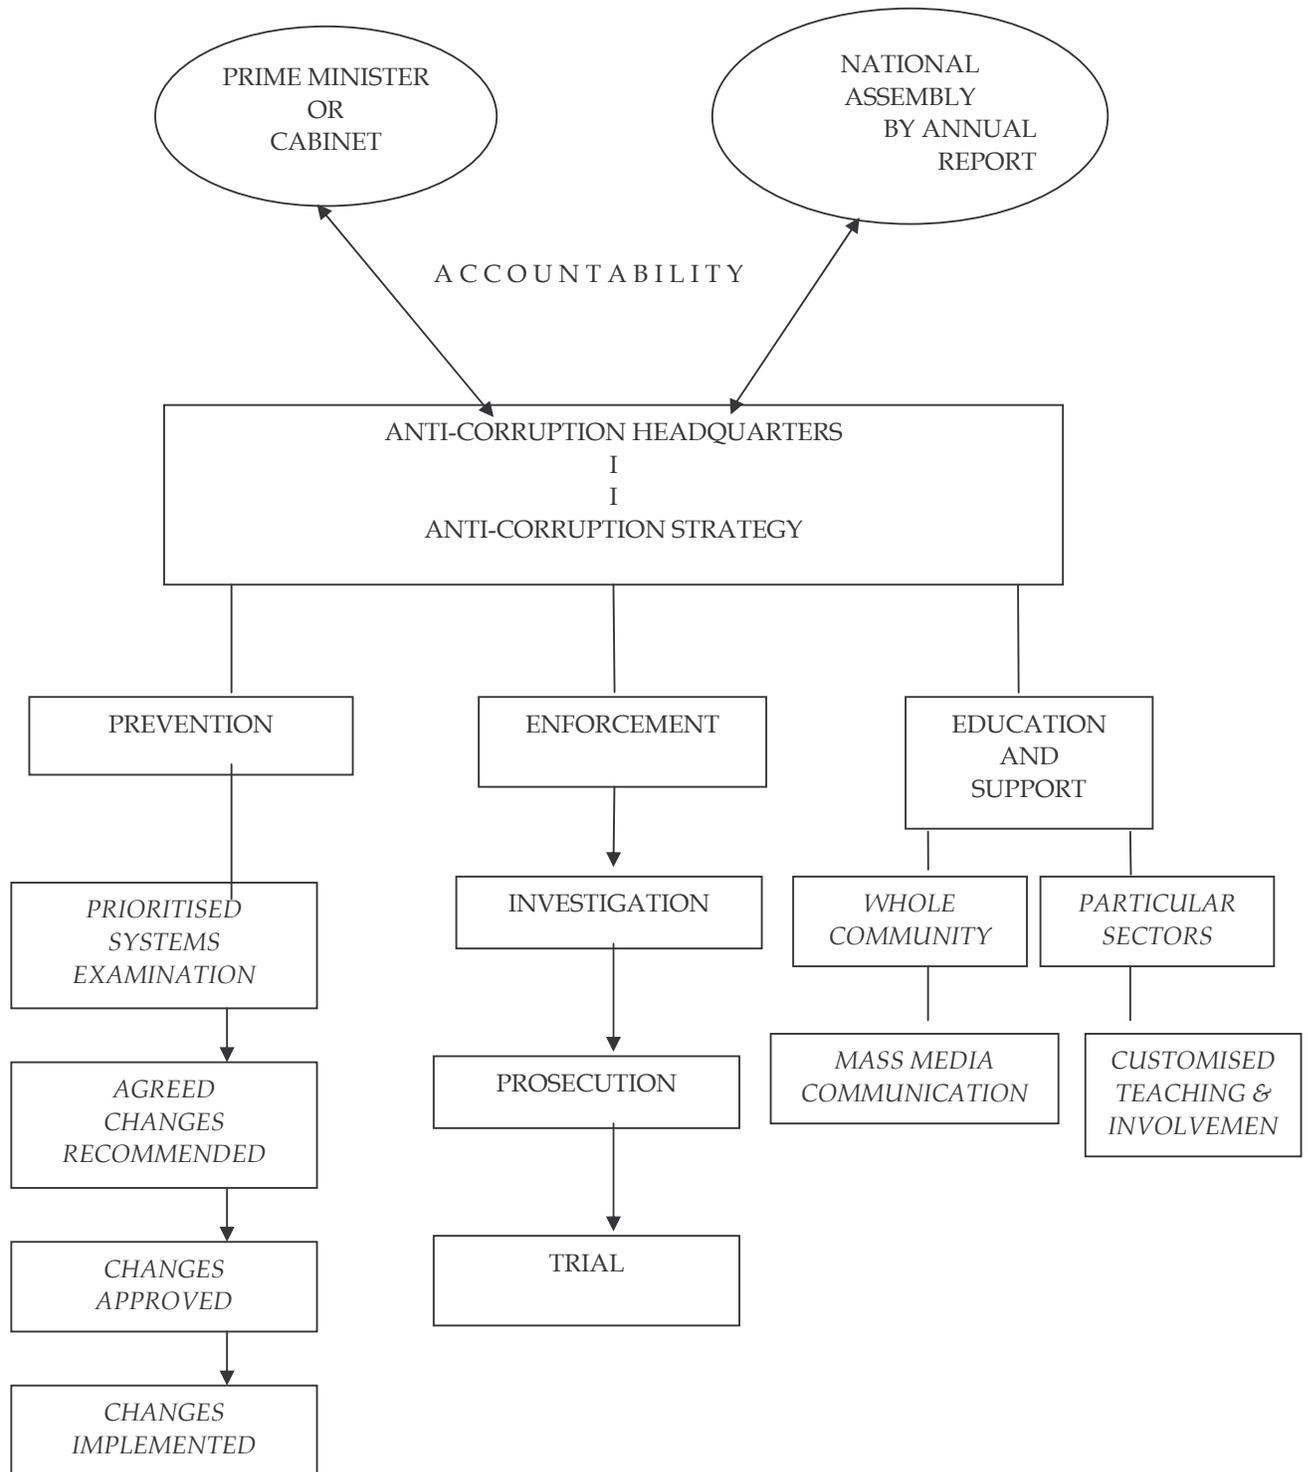 PRIME MINISTER
OR
CABINET
NATIONAL
ASSEMBLY
BY ANNUAL
REPORT
ACCOUNTABILITY
ANTI-CORRUPTION HEADQUARTERS
I
I
ANTI-CORRUPTION STRATEGY
PREVENTION
ENFORCEMENT
EDUCATION
AND
SUPPORT
PRIORITISED
SYSTEMS
EXAMINATION
INVESTIGATION
WHOLE
COMMUNITY
PARTICULAR
SECTORS
AGREED
CHANGES
RECOMMENDED
PROSECUTION
MASS MEDIA
COMMUNICATION
CUSTOMISED
TEACHING &
INVOLVEMEN
CHANGES
APPROVED
TRIAL
CHANGES
IMPLEMENTED